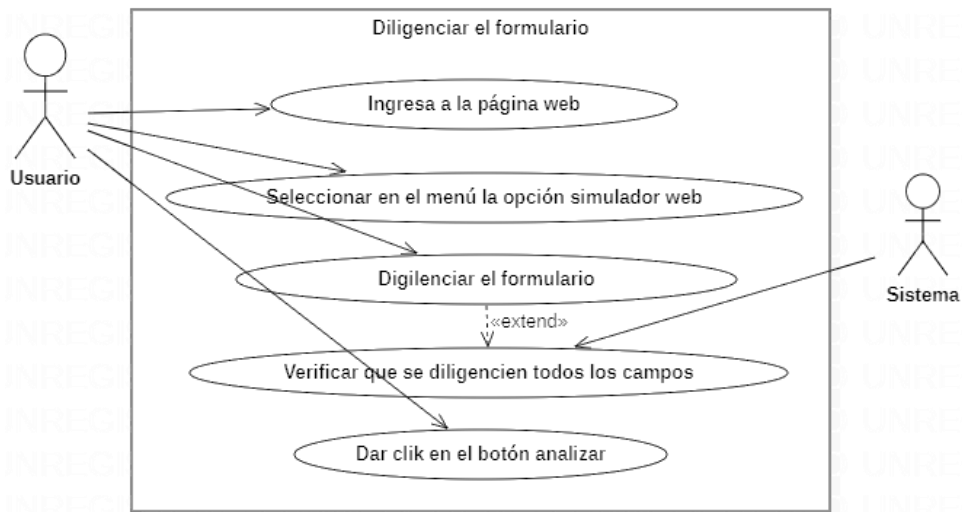 Diligenciar el formulario
Ingresa a la página web
Usuario
Seleccionar en el menú la opción simulador web
Digilenciar el formulario
Sistema
«extend»
Verificar que se diligencien todos los campos
Dar clik en el botón analizar